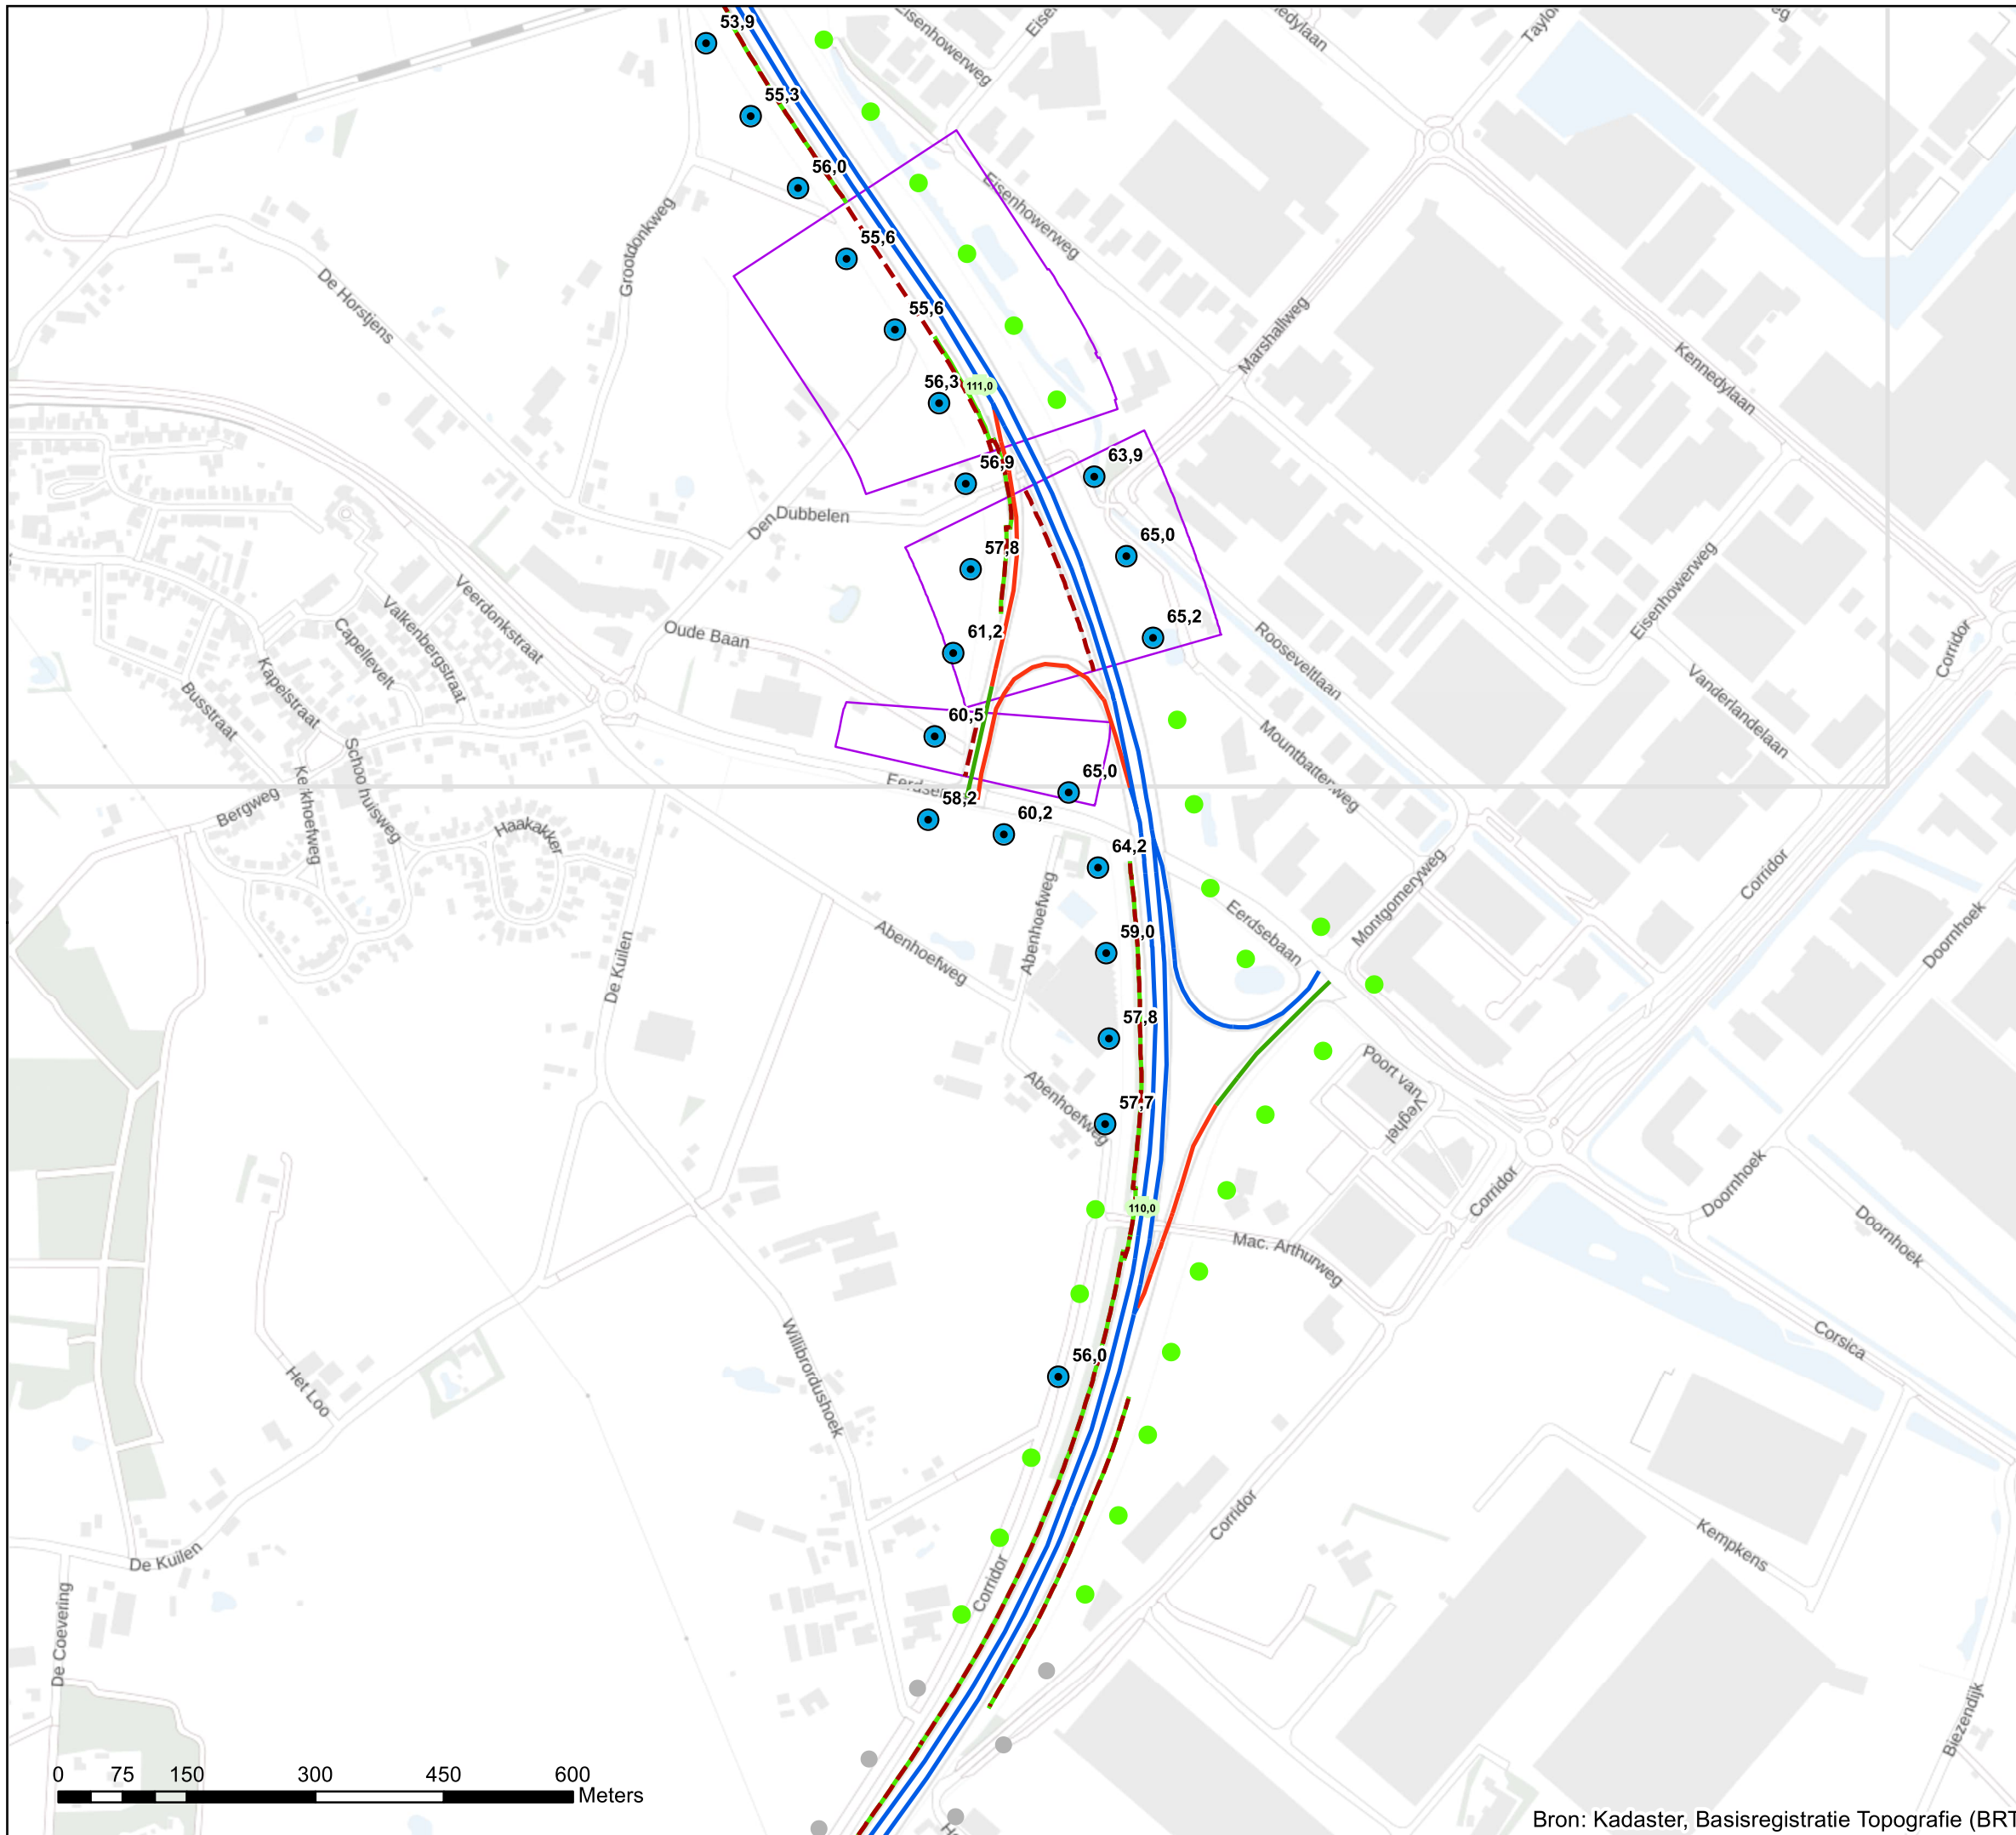 53,9
Eisenhowerweg
55,3
56,0
Eisenhowerweg
Grootdonkweg
55,6
De Horstjens
55,6
Marshallweg
Kennedylaan
56,3
111,0
56,9
63,9
Den Dubbelen
65,0
57,8
Eisenhowerweg
Veerdonkstraat
Valkenbergstraat
Capellevelt
Oude Baan
61,2
65,2
Rooseveltlaan
Corridor
Kapelstraat
Busstraat
Vanderlandelaan
60,5
Mountbattenweg
65,0
58,2
60,2
Bergweg
Kerkhoefweg
Haakakker
64,2
Montgomeryweg
Corridor
Abenhoefweg
Abenhoefweg
Eerdsebaan
59,0
Doornhoek
De Kuilen
57,8
Poort van
Veghel
Abenhoefweg
57,7
Doornhoek
Corridor
110,0
Doornhoek
Mac. Arthurweg
Corsica
Willibrordushoek
56,0
Het Loo
Corridor
Kempkens
De Kuilen
Corridor
De Coevering
Biezendijk
0 75 150 300 450 600
Meters
Bron: Kadaster, Basisregistratie Topografie (BRT